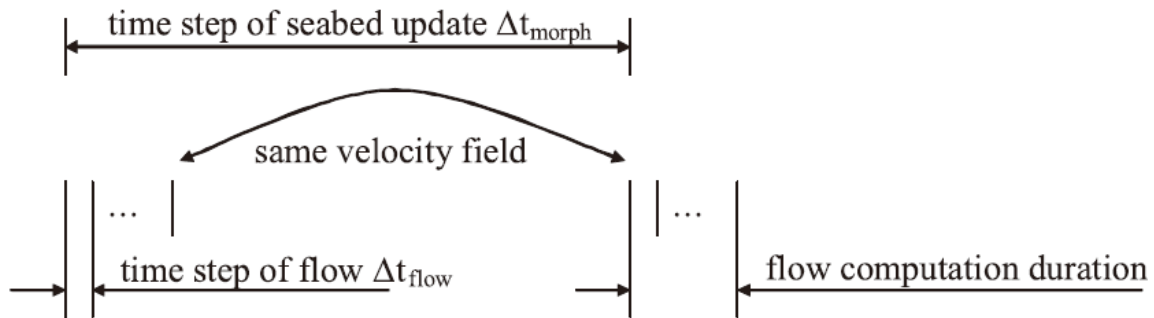 time step of seabed update Δtmorph
same velocity field
... ...
time step of flow Δtflow
flow computation duration